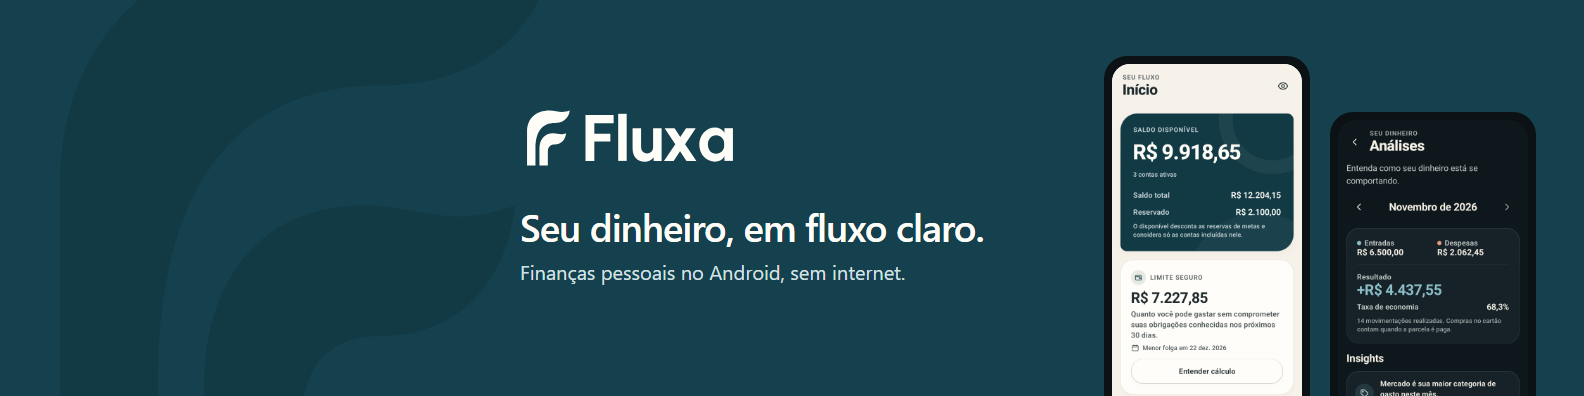 Fluxa
Seu dinheiro, em fluxo claro.
Finanças pessoais no Android, sem internet.
SEU FLUXO
Início
SALDO DISPONÍVEL
R$ 9.918,65
3 contas ativas
Saldo total R$ 12.204,15
Reservado R$ 2.100,00
O disponível desconta as reservas de metas e
considera só as contas incluídas nele.
LIMITE SEGURO
R$ 7.227,85
Quanto você pode gastar sem comprometer
suas obrigações conhecidas nos próximos
30 dias.
Menor folga em 22 dez. 2026
Entender cálculo
SEU DINHEIRO
Análises
Entenda como seu dinheiro está se
comportando.
Novembro de 2026
Entradas Despesas
R$ 6.500,00 R$ 2.062,45
Resultado
+R$ 4.437,55
Taxa de economia 68,3%
14 movimentações realizadas. Compras no cartão
contam quando a parcela é paga.
Insights
Mercado é sua maior categoria de
gasto neste mês.